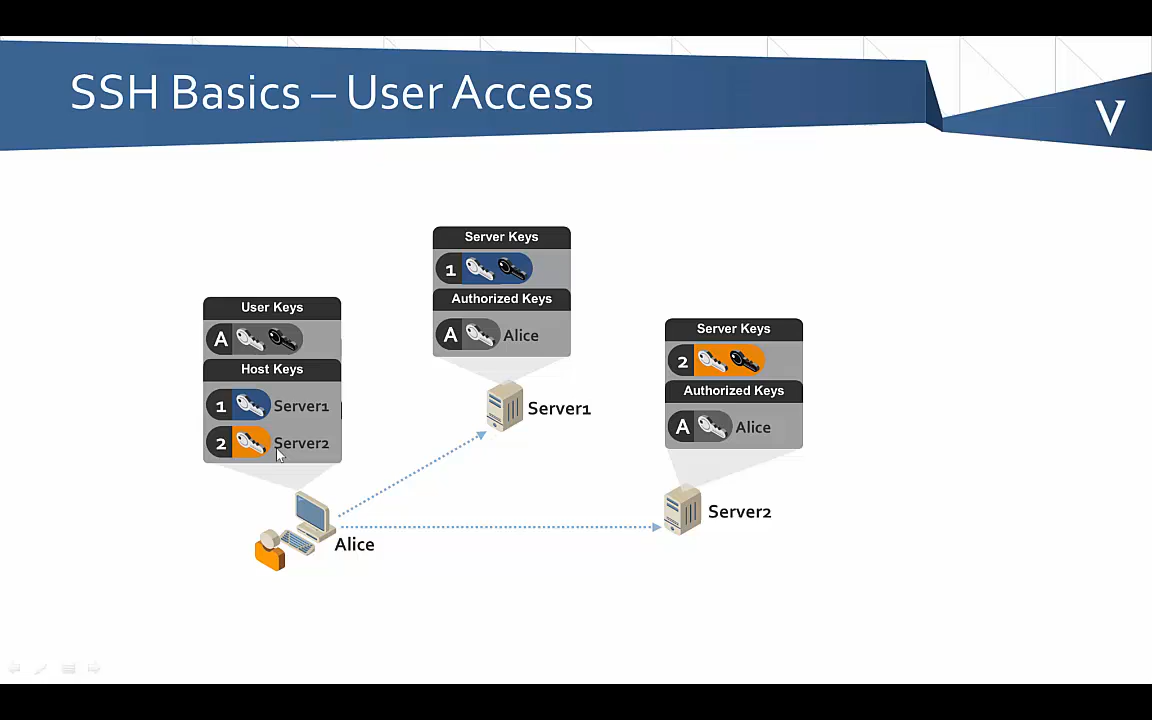 SSH Basics – User Access
V
Server Keys
1
Authorized Keys
A Alice
Server1
User Keys
A
Host Keys
1 Server1
2 Server2
Alice
Server Keys
2
Authorized Keys
A Alice
Server2